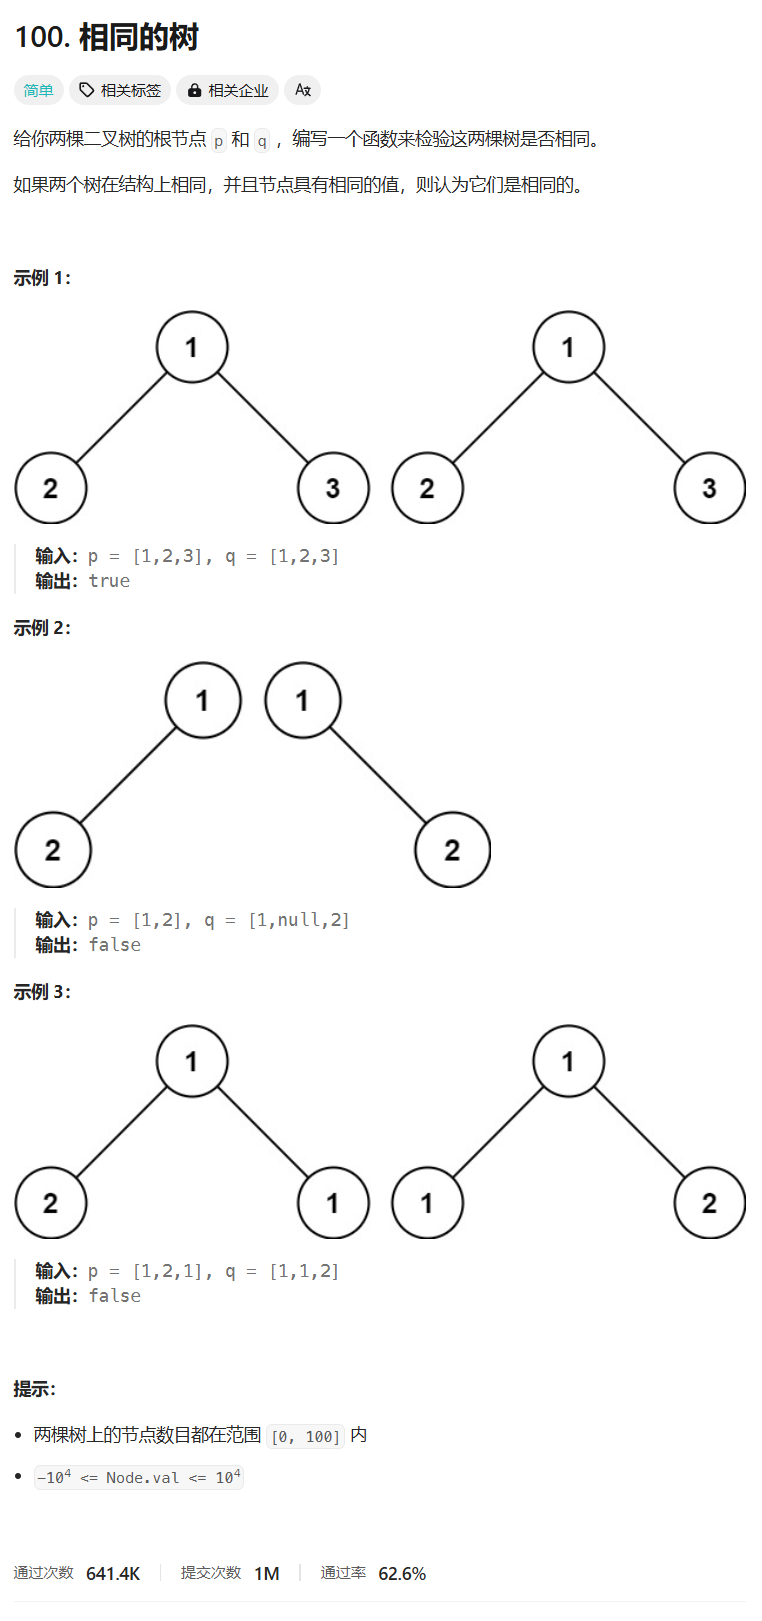 100. 相同的树
简单 相关标签 相关企业 A文
给你两棵二叉树的根节点 p 和 q ，编写一个函数来检验这两棵树是否相同。
如果两个树在结构上相同，并且节点具有相同的值，则认为它们是相同的。
示例 1：
1 1
2 3 2 3
输入：p = [1,2,3], q = [1,2,3]
输出：true
示例 2：
1 1
2 2
输入：p = [1,2], q = [1,null,2]
输出：false
示例 3：
1 1
2 1 1 2
输入：p = [1,2,1], q = [1,1,2]
输出：false
提示：
• 两棵树上的节点数目都在范围 [0, 100] 内
• -10⁴ <= Node.val <= 10⁴
通过次数 641.4K 提交次数 1M 通过率 62.6%